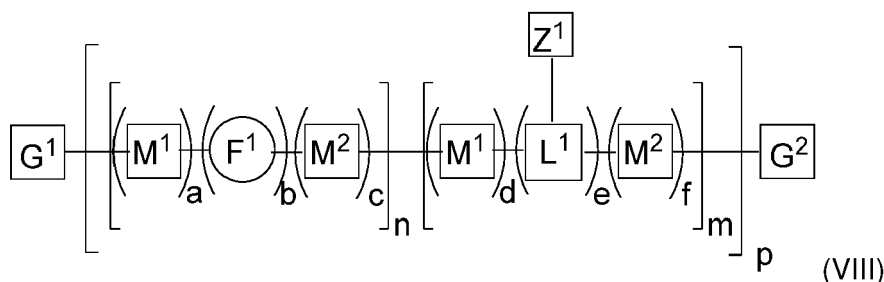 Z¹
G¹ [ [ ( M¹ )a ( F¹ )b ( M² )c ]n [ ( M¹ )d ( L¹ )e ( M² )f ]m ]p G²
(VIII)